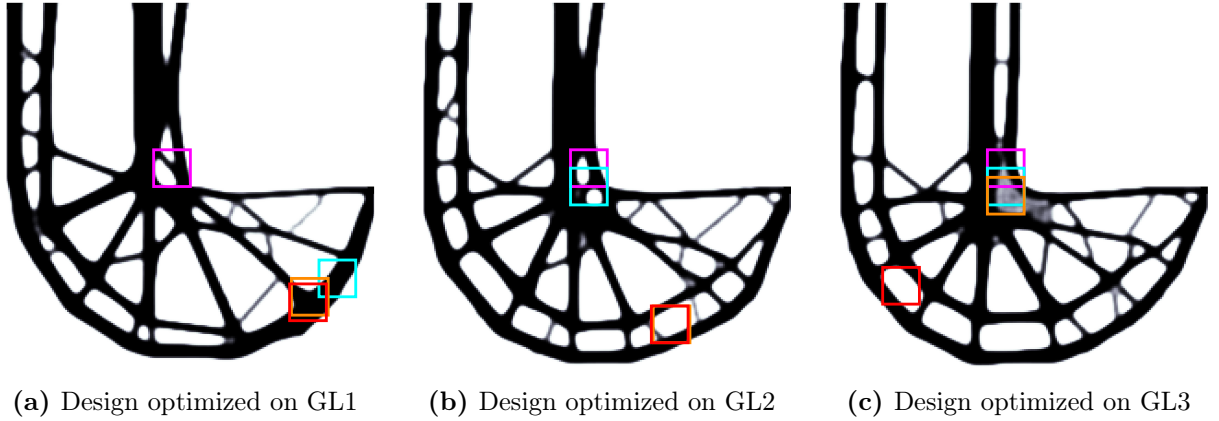 (a) Design optimized on GL1
(b) Design optimized on GL2
(c) Design optimized on GL3